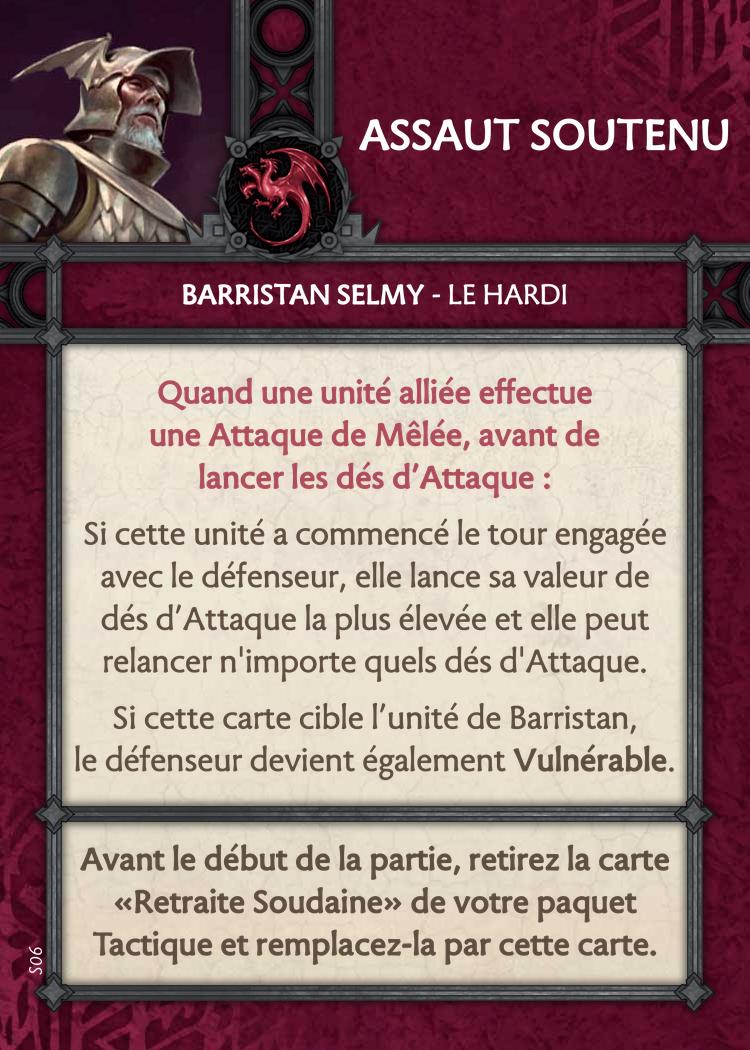 ASSAUT SOUTENU
BARRISTAN SELMY - LE HARDI
Quand une unité alliée effectue
une Attaque de Mêlée, avant de
lancer les dés d’Attaque :
Si cette unité a commencé le tour engagée
avec le défenseur, elle lance sa valeur de
dés d’Attaque la plus élevée et elle peut
relancer n'importe quels dés d'Attaque.
Si cette carte cible l’unité de Barristan,
le défenseur devient également Vulnérable.
Avant le début de la partie, retirez la carte
«Retraite Soudaine» de votre paquet
Tactique et remplacez-la par cette carte.
S06